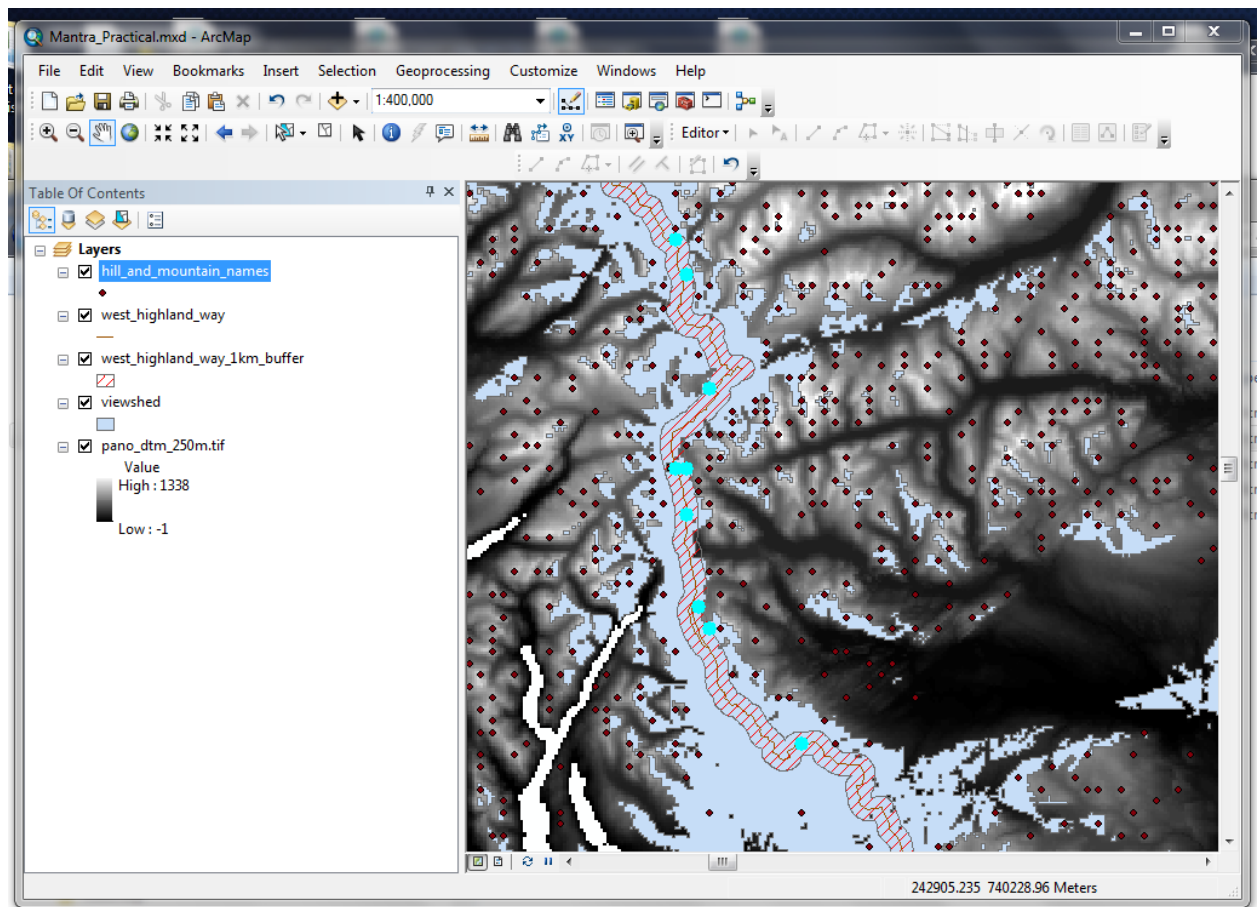 Mantra_Practical.mxd - ArcMap
File Edit View Bookmarks Insert Selection Geoprocessing Customize Windows Help
1:400,000
Editor
Table Of Contents
Layers
hill_and_mountain_names
west_highland_way
west_highland_way_1km_buffer
viewshed
pano_dtm_250m.tif
Value
High : 1338
Low : -1
242905.235 740228.96 Meters